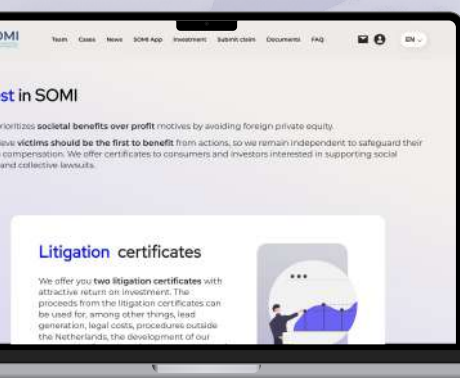 OMI Team Cases News SOMI App Investment Submit claim Documents FAQ EN
st in SOMI
rioritizes societal benefits over profit motives by avoiding foreign private equity.
eve victims should be the first to benefit from actions, so we remain independent to safeguard their
compensation. We offer certificates to consumers and investors interested in supporting social
and collective lawsuits.
Litigation certificates
We offer you two litigation certificates with
attractive return on investment. The
proceeds from the litigation certificates can
be used for, among other things, lead
generation, legal costs, procedures outside
the Netherlands, the development of our